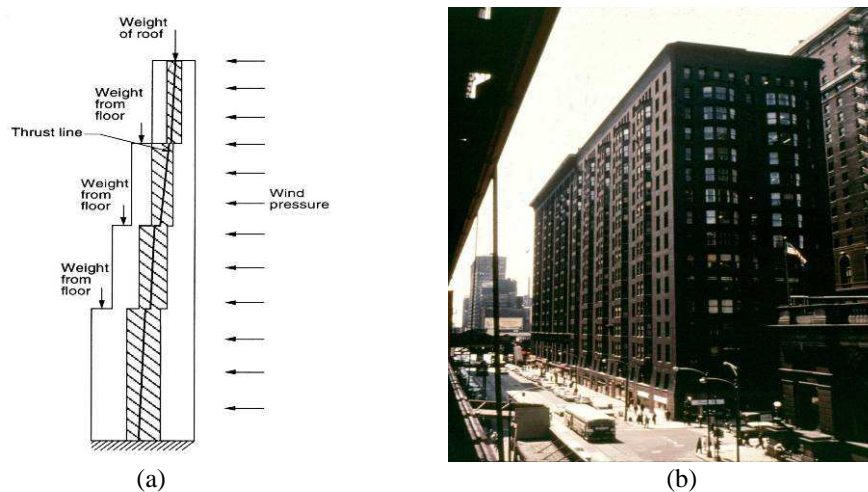 Weight
of roof
Weight
from
floor
Thrust line
Weight
from
floor
Wind
pressure
Weight
from
floor
(a)
(b)